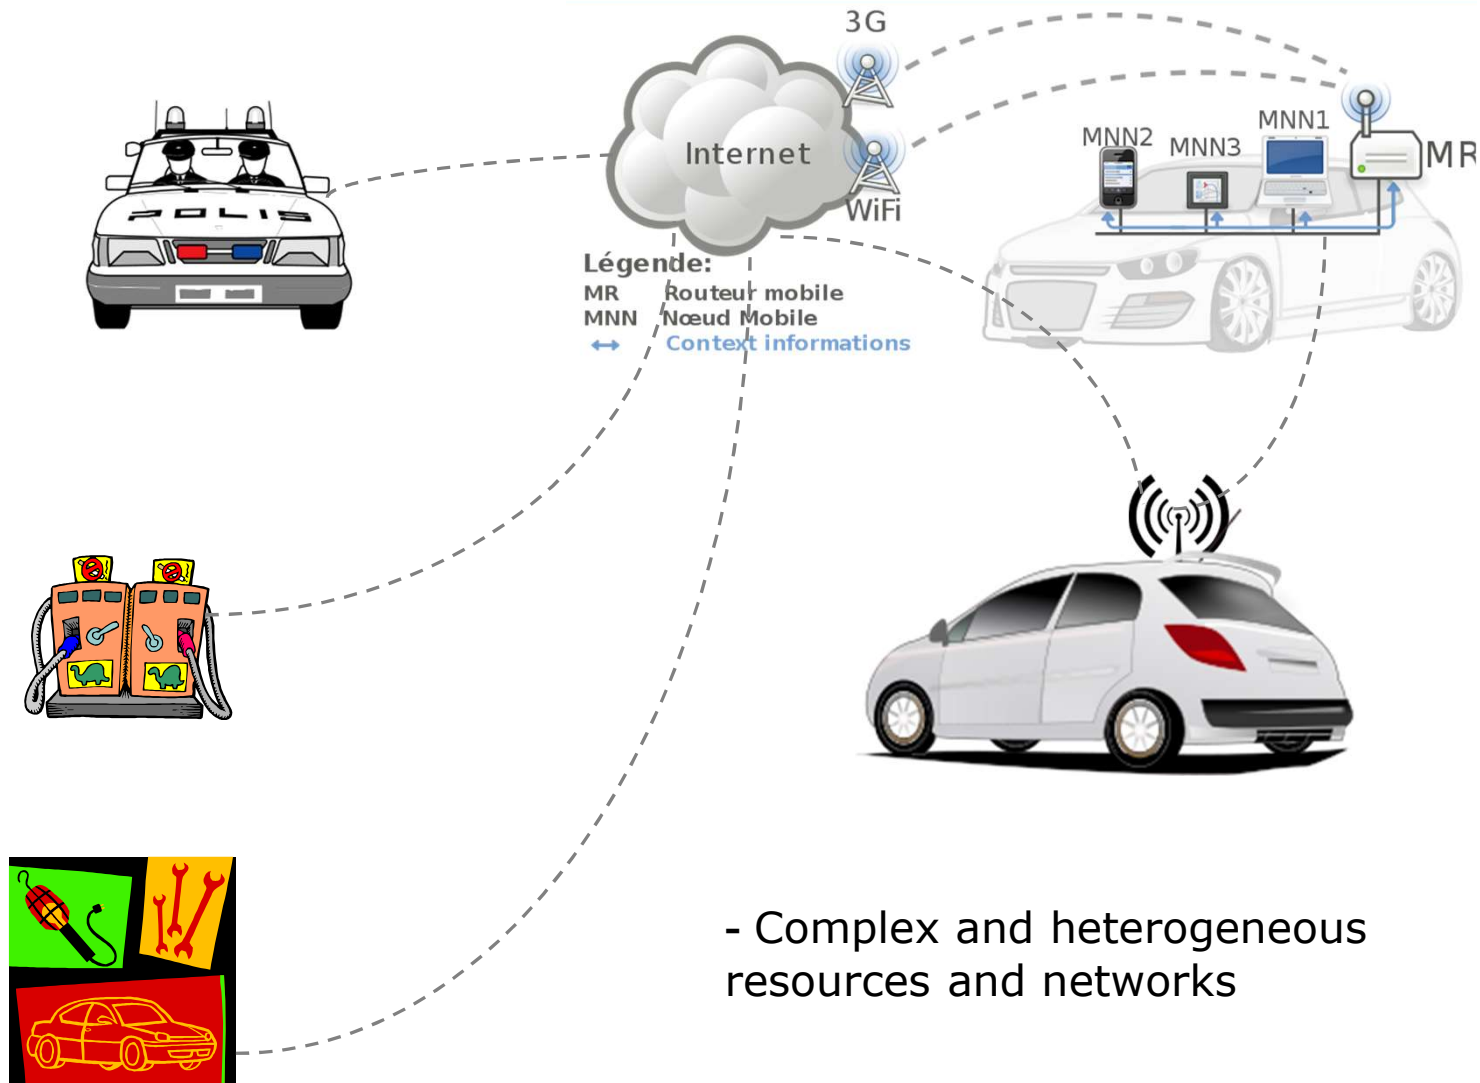 3G
Internet
WiFi
MNN2
MNN3
MNN1
MR
POLIS
Légende:
MR Routeur mobile
MNN Nœud Mobile
Context informations
- Complex and heterogeneous
resources and networks